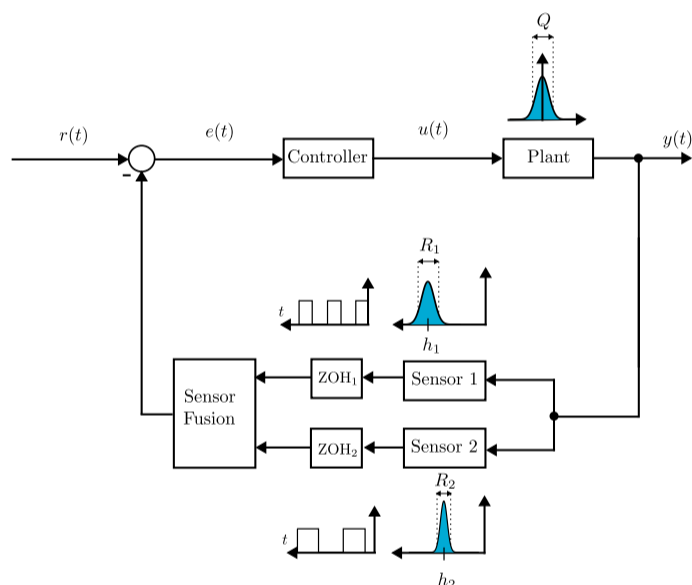 Q
r(t)
e(t)
u(t)
y(t)
Controller
Plant
-
R₁
t
h₁
Sensor
Fusion
ZOH₁
Sensor 1
ZOH₂
Sensor 2
R₂
t
h₂